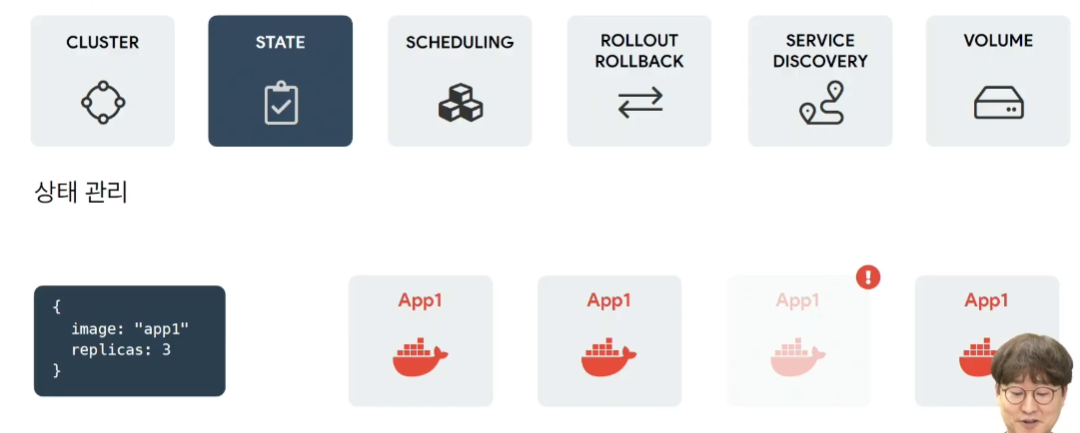 CLUSTER
STATE
SCHEDULING
ROLLOUT
ROLLBACK
SERVICE
DISCOVERY
VOLUME
상태 관리
{
image: "app1"
replicas: 3
}
App1
App1
App1
!
App1